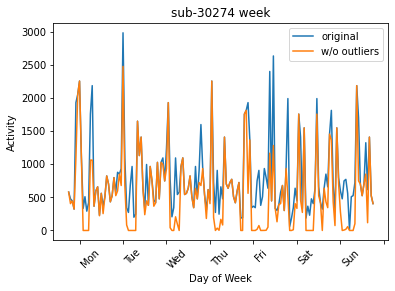 sub-30274 week
original
w/o outliers
Activity
3000
2500
2000
1500
1000
500
0
Mon
Tue
Wed
Thu
Fri
Sat
Sun
Day of Week